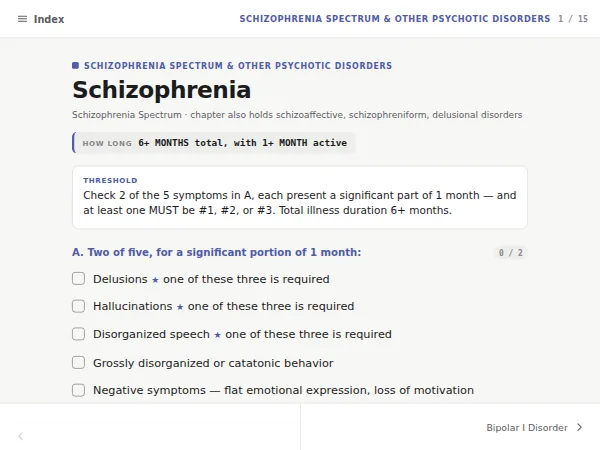 Index
SCHIZOPHRENIA SPECTRUM & OTHER PSYCHOTIC DISORDERS 1 / 15
SCHIZOPHRENIA SPECTRUM & OTHER PSYCHOTIC DISORDERS
Schizophrenia
Schizophrenia Spectrum · chapter also holds schizoaffective, schizophreniform, delusional disorders
HOW LONG 6+ MONTHS total, with 1+ MONTH active
THRESHOLD
Check 2 of the 5 symptoms in A, each present a significant part of 1 month — and
at least one MUST be #1, #2, or #3. Total illness duration 6+ months.
A. Two of five, for a significant portion of 1 month: 0 / 2
Delusions ★ one of these three is required
Hallucinations ★ one of these three is required
Disorganized speech ★ one of these three is required
Grossly disorganized or catatonic behavior
Negative symptoms — flat emotional expression, loss of motivation
Bipolar I Disorder